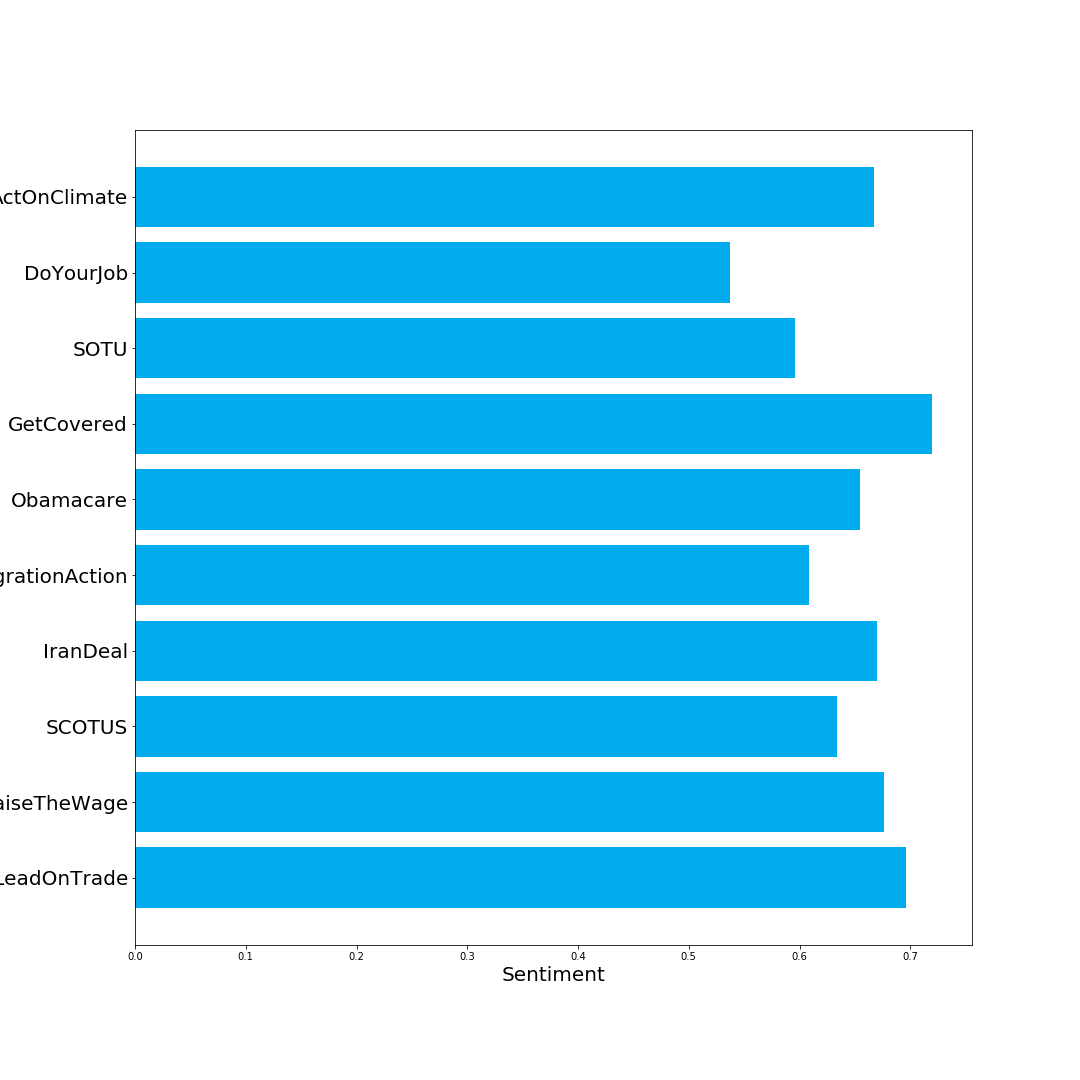 ActOnClimate
DoYourJob
SOTU
GetCovered
Obamacare
grationAction
IranDeal
SCOTUS
aiseTheWage
LeadOnTrade
0.0 0.1 0.2 0.3 0.4 0.5 0.6 0.7
Sentiment